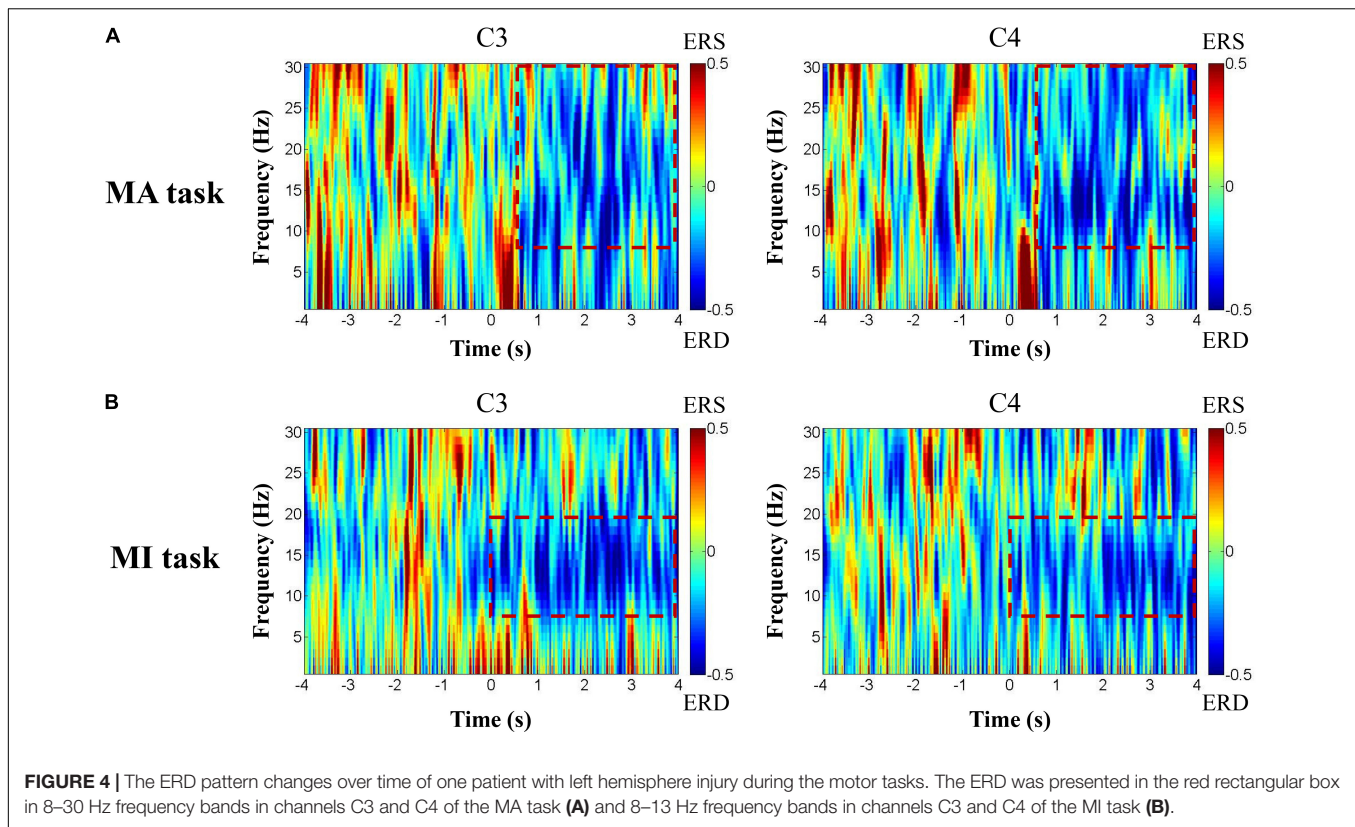 A
C3
ERS
C4
ERS
MA task
Frequency (Hz)
30
25
20
15
10
5
-4 -3 -2 -1 0 1 2 3 4
Time (s)
0.5
0
-0.5
ERD
Frequency (Hz)
30
25
20
15
10
5
-4 -3 -2 -1 0 1 2 3 4
Time (s)
0.5
0
-0.5
ERD
B
C3
ERS
C4
ERS
MI task
Frequency (Hz)
30
25
20
15
10
5
-4 -3 -2 -1 0 1 2 3 4
Time (s)
0.5
0
-0.5
ERD
Frequency (Hz)
30
25
20
15
10
5
-4 -3 -2 -1 0 1 2 3 4
Time (s)
0.5
0
-0.5
ERD
FIGURE 4 | The ERD pattern changes over time of one patient with left hemisphere injury during the motor tasks. The ERD was presented in the red rectangular box
in 8–30 Hz frequency bands in channels C3 and C4 of the MA task (A) and 8–13 Hz frequency bands in channels C3 and C4 of the MI task (B).